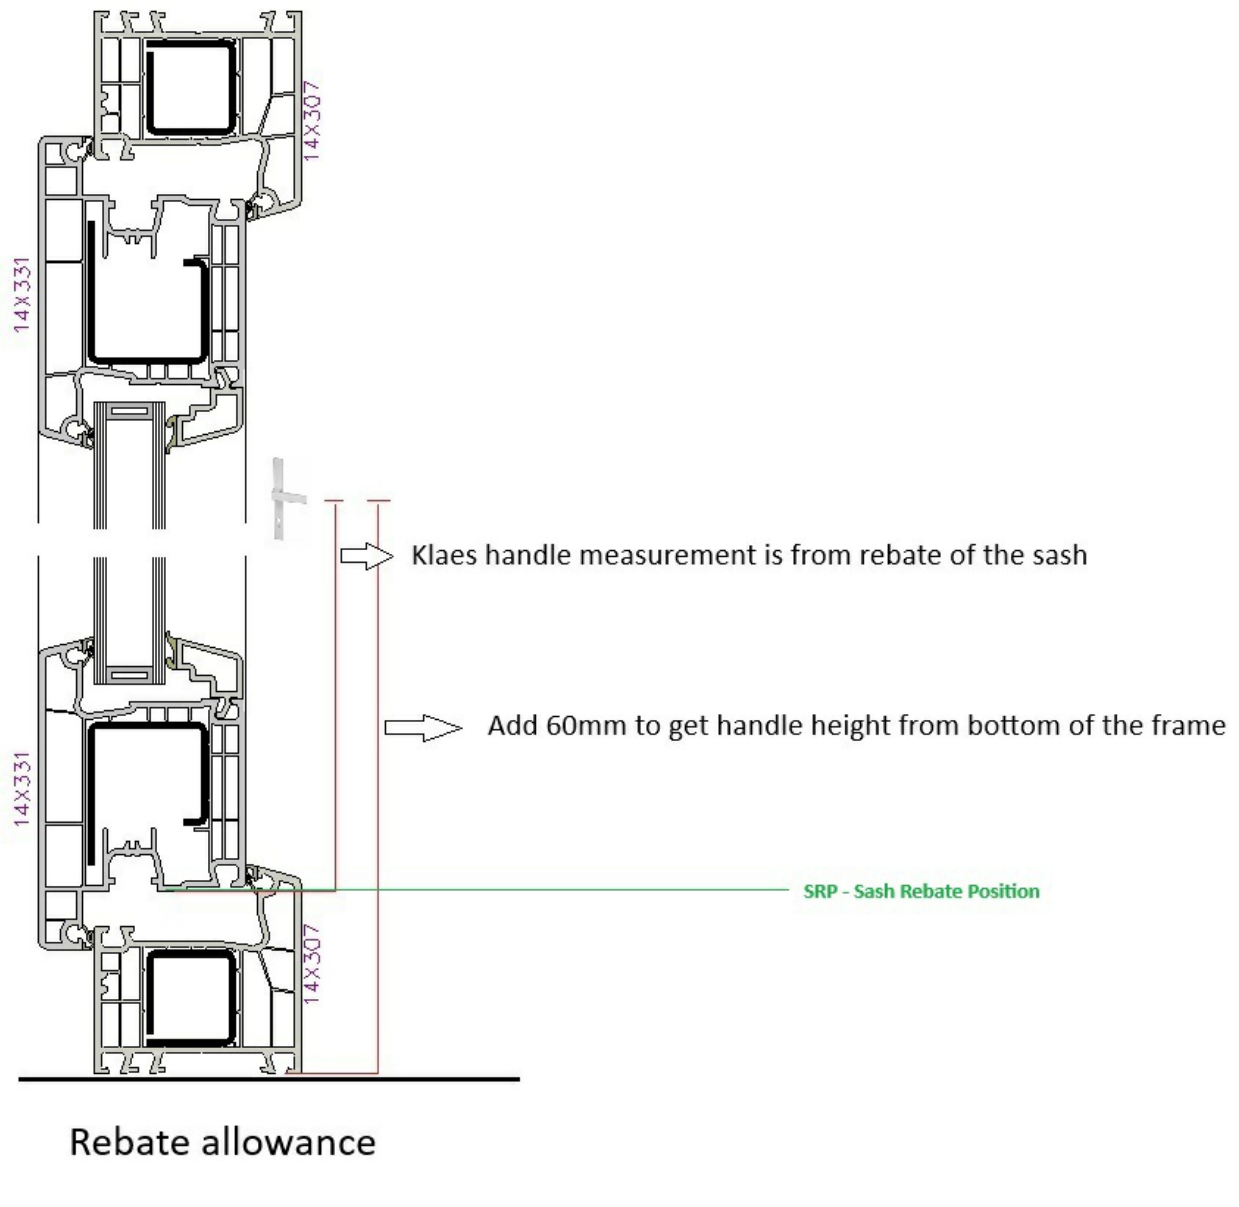 14X307
14X331
Klaes handle measurement is from rebate of the sash
Add 60mm to get handle height from bottom of the frame
14X331
SRP - Sash Rebate Position
14X307
Rebate allowance